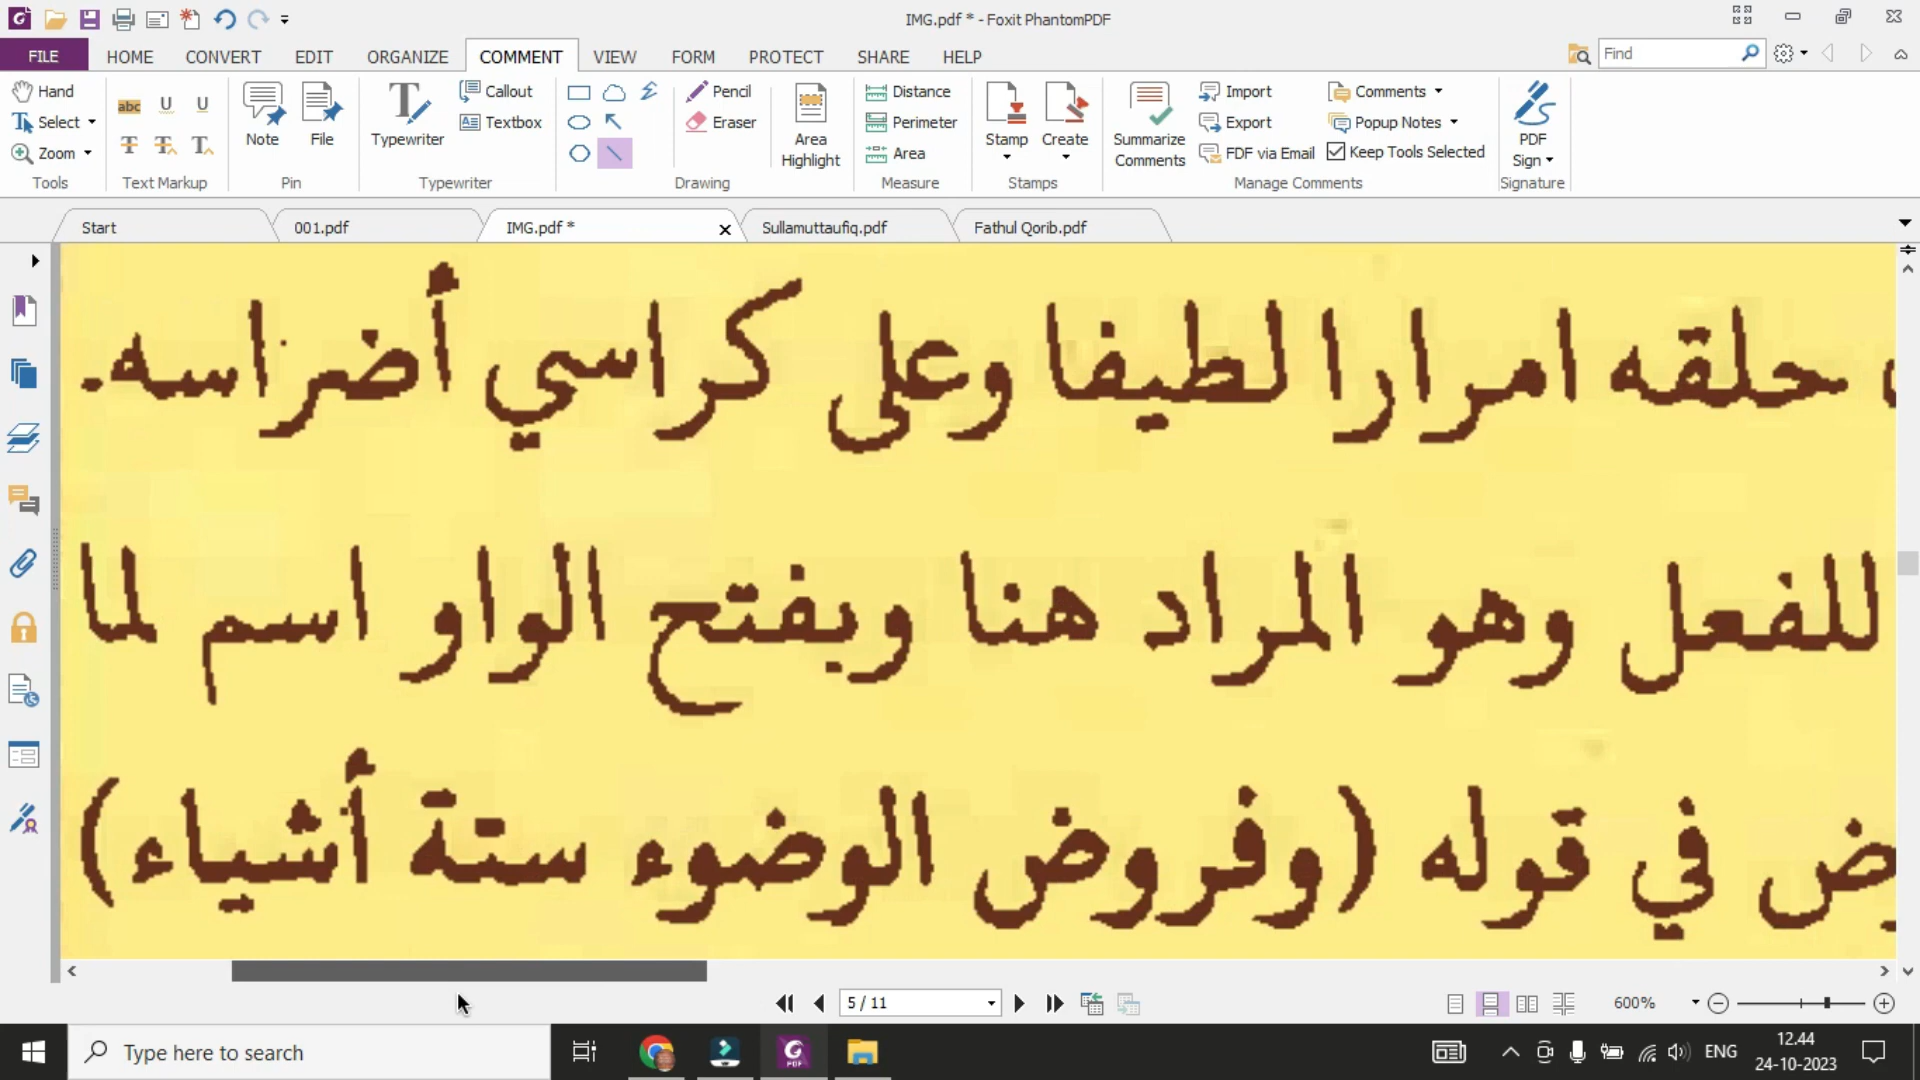 IMG.pdf * - Foxit PhantomPDF
FILE HOME CONVERT EDIT ORGANIZE COMMENT VIEW FORM PROTECT SHARE HELP Find
Hand abc U U Note File Typewriter Callout Pencil Area Highlight Distance Stamp Create Summarize Comments Import Comments PDF Sign
Select Textbox Eraser Perimeter Export Popup Notes
Zoom Area FDF via Email Keep Tools Selected
Tools Text Markup Pin Typewriter Drawing Measure Stamps Manage Comments Signature
Start 001.pdf IMG.pdf * Sullamuttaufiq.pdf Fathul Qorib.pdf
حلقه امرارا لطيفا وعلى كراسي أضراسه.
للفعل وهو المراد هنا وبفتح الواو اسم لما
في قوله (وفروض الوضوء ستة أشياء)
5 / 11 600%
Type here to search ENG 12.44
24-10-2023